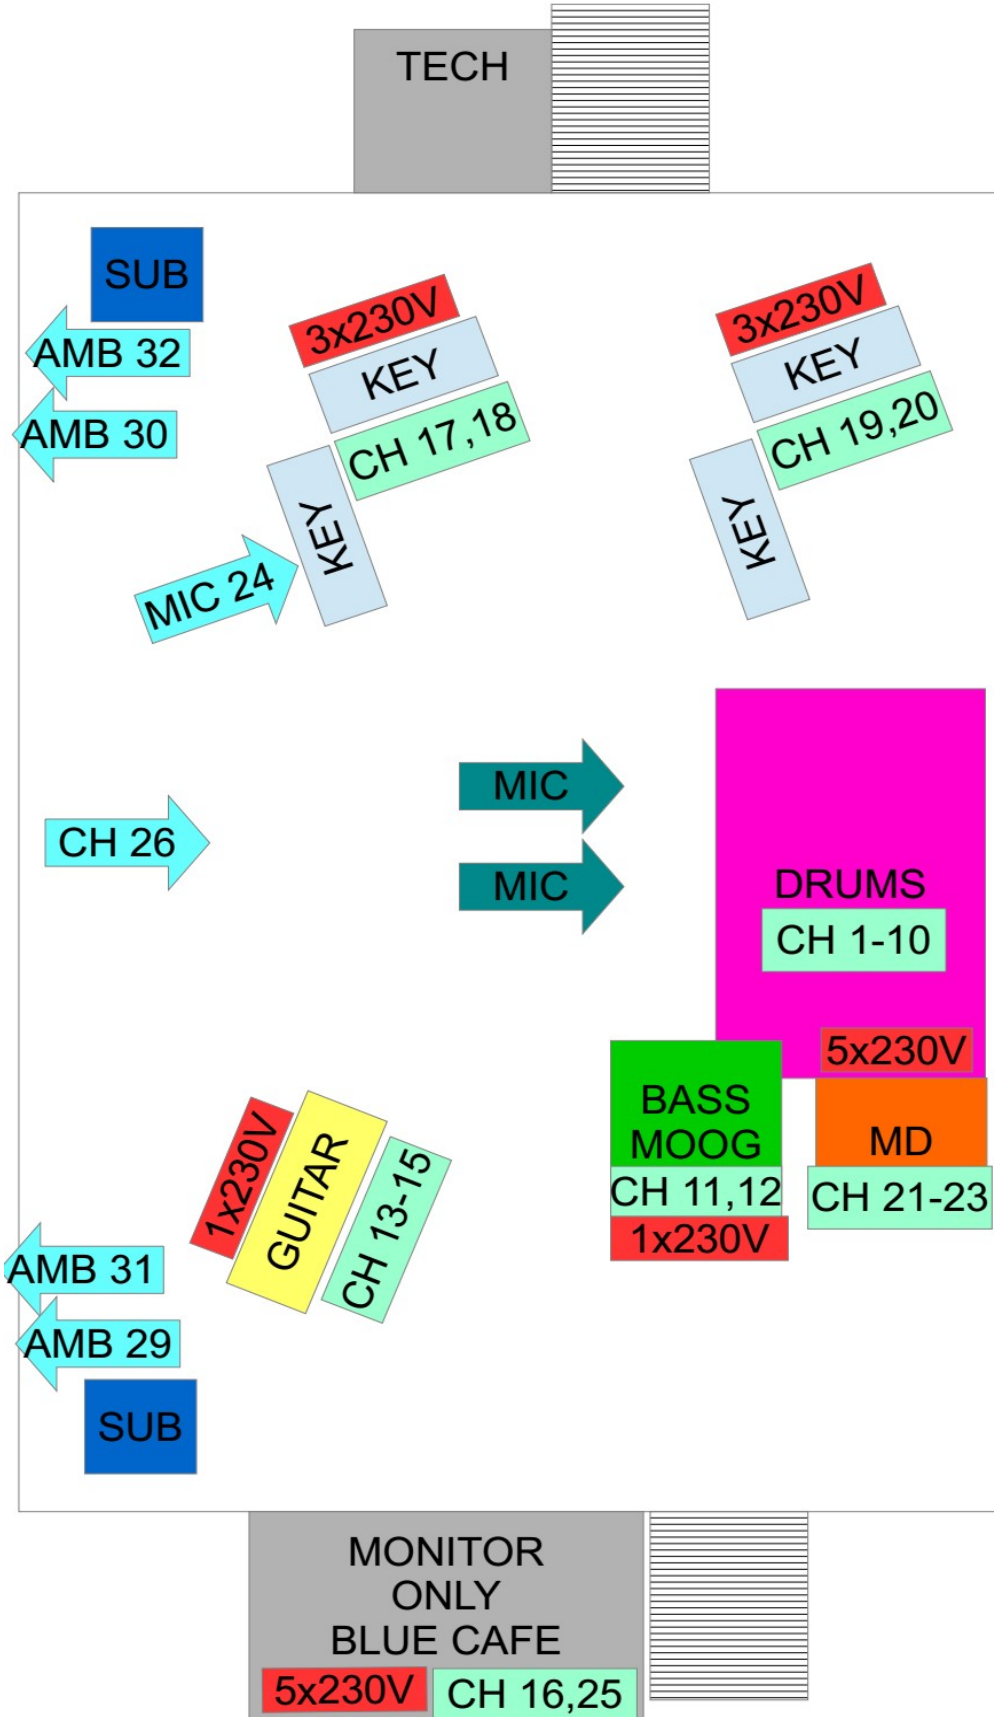 TECH
SUB
AMB 32
AMB 30
3x230V
KEY
CH 17,18
KEY
MIC 24
3x230V
KEY
CH 19,20
KEY
MIC
MIC
CH 26
DRUMS
CH 1-10
5x230V
BASS
MOOG
CH 11,12
1x230V
MD
CH 21-23
1x230V
GUITAR
CH 13-15
AMB 31
AMB 29
SUB
MONITOR
ONLY
BLUE CAFE
5x230V
CH 16,25